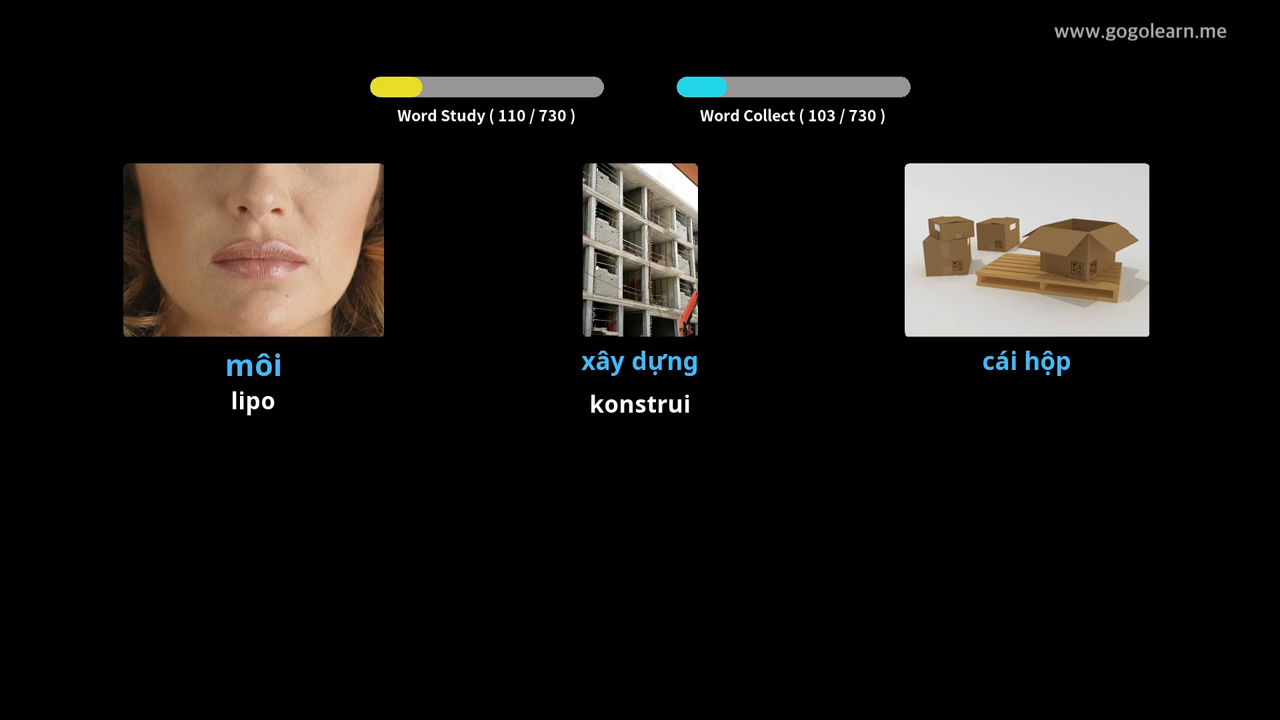 www.gogolearn.me
Word Study ( 110 / 730 )
Word Collect ( 103 / 730 )
môi
lipo
xây dựng
konstrui
cái hộp